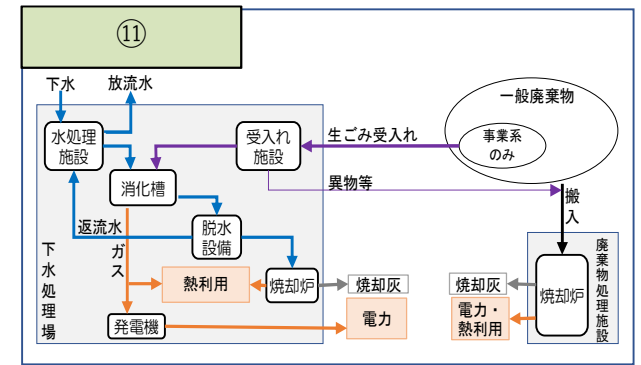 ⑪
下水
放流水
一般廃棄物
水処理
施設
受入れ
施設
生ごみ受入れ
事業系
のみ
消化槽
異物等
搬
入
返流水
脱水
設備
ガ
ス
下
水
処
理
場
熱利用
焼却炉
焼却灰
電力
発電機
焼却灰
電力・
熱利用
焼却炉
廃
棄
物
処
理
施
設